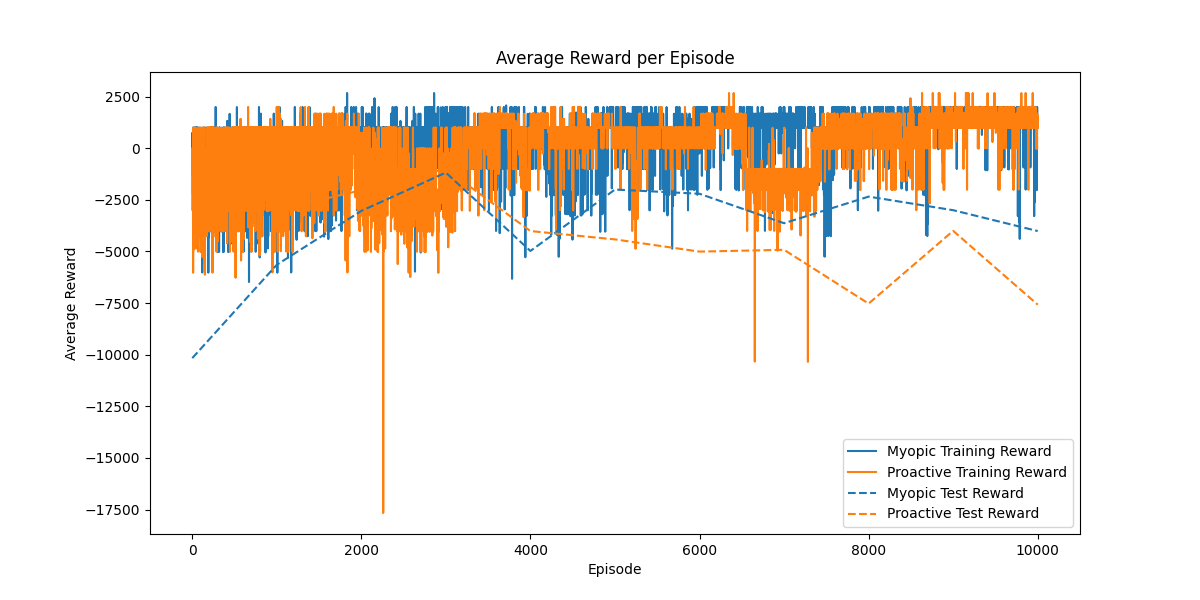 Average Reward per Episode
Average Reward
2500
0
−2500
−5000
−7500
−10000
−12500
−15000
−17500
0 2000 4000 6000 8000 10000
Episode
Myopic Training Reward
Proactive Training Reward
Myopic Test Reward
Proactive Test Reward